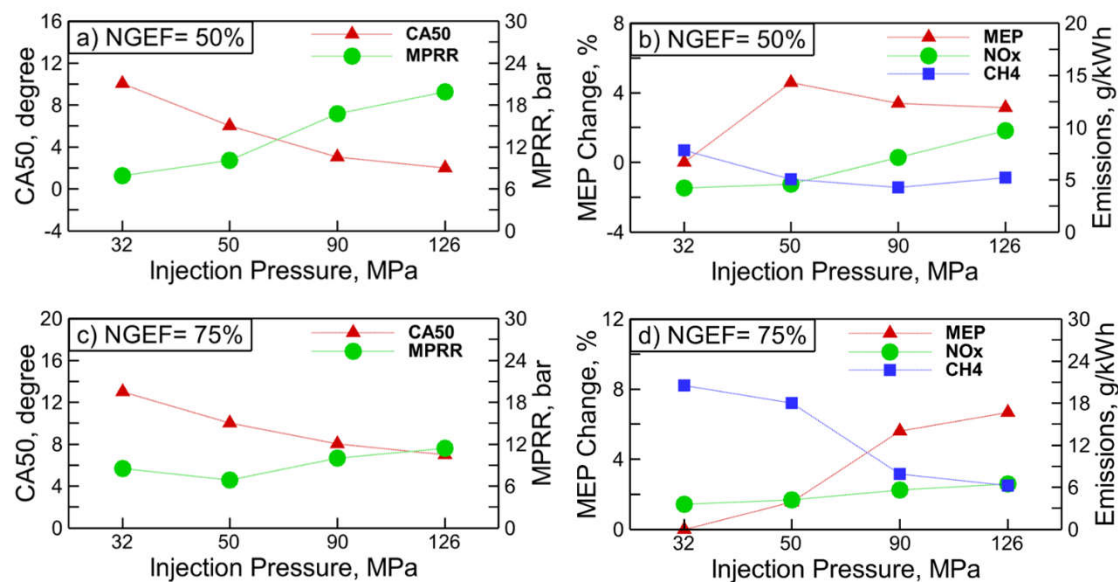 a) NGEF= 50%
CA50
MPRR
16
12
8
4
0
-4
CA50, degree
30
24
18
12
6
0
MPRR, bar
32 50 90 126
Injection Pressure, MPa
b) NGEF= 50%
MEP
NOx
CH4
8
4
0
-4
MEP Change, %
20
15
10
5
0
Emissions, g/kWh
32 50 90 126
Injection Pressure, MPa
c) NGEF= 75%
CA50
MPRR
20
16
12
8
4
0
CA50, degree
30
24
18
12
6
0
MPRR, bar
32 50 90 126
Injection Pressure, MPa
d) NGEF= 75%
MEP
NOx
CH4
12
8
4
0
MEP Change, %
30
24
18
12
6
0
Emissions, g/kWh
32 50 90 126
Injection Pressure, MPa